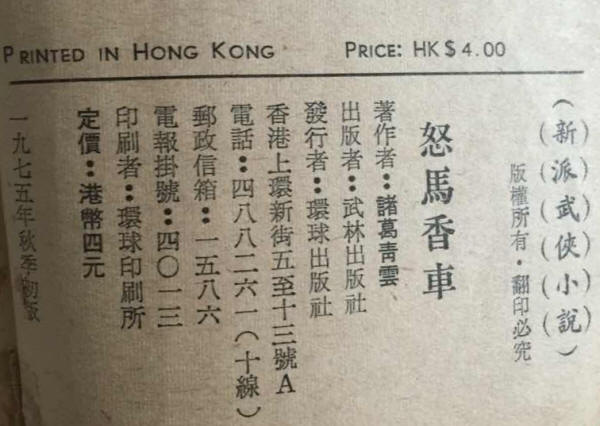 PRINTED IN HONG KONG
PRICE: HK$4.00
(新)(派)(武)(俠)(小)(說)
版權所有·翻印必究
怒馬香車
著作者：諸葛青雲
出版者：武林出版社
發行者：環球出版社
香港上環新街五至十三號A
電話：四八八二六一(十線)
郵政信箱：一五八六
電報掛號：四〇一三
印刷者：環球印刷所
定價：港幣四元
一九七五年秋季初版